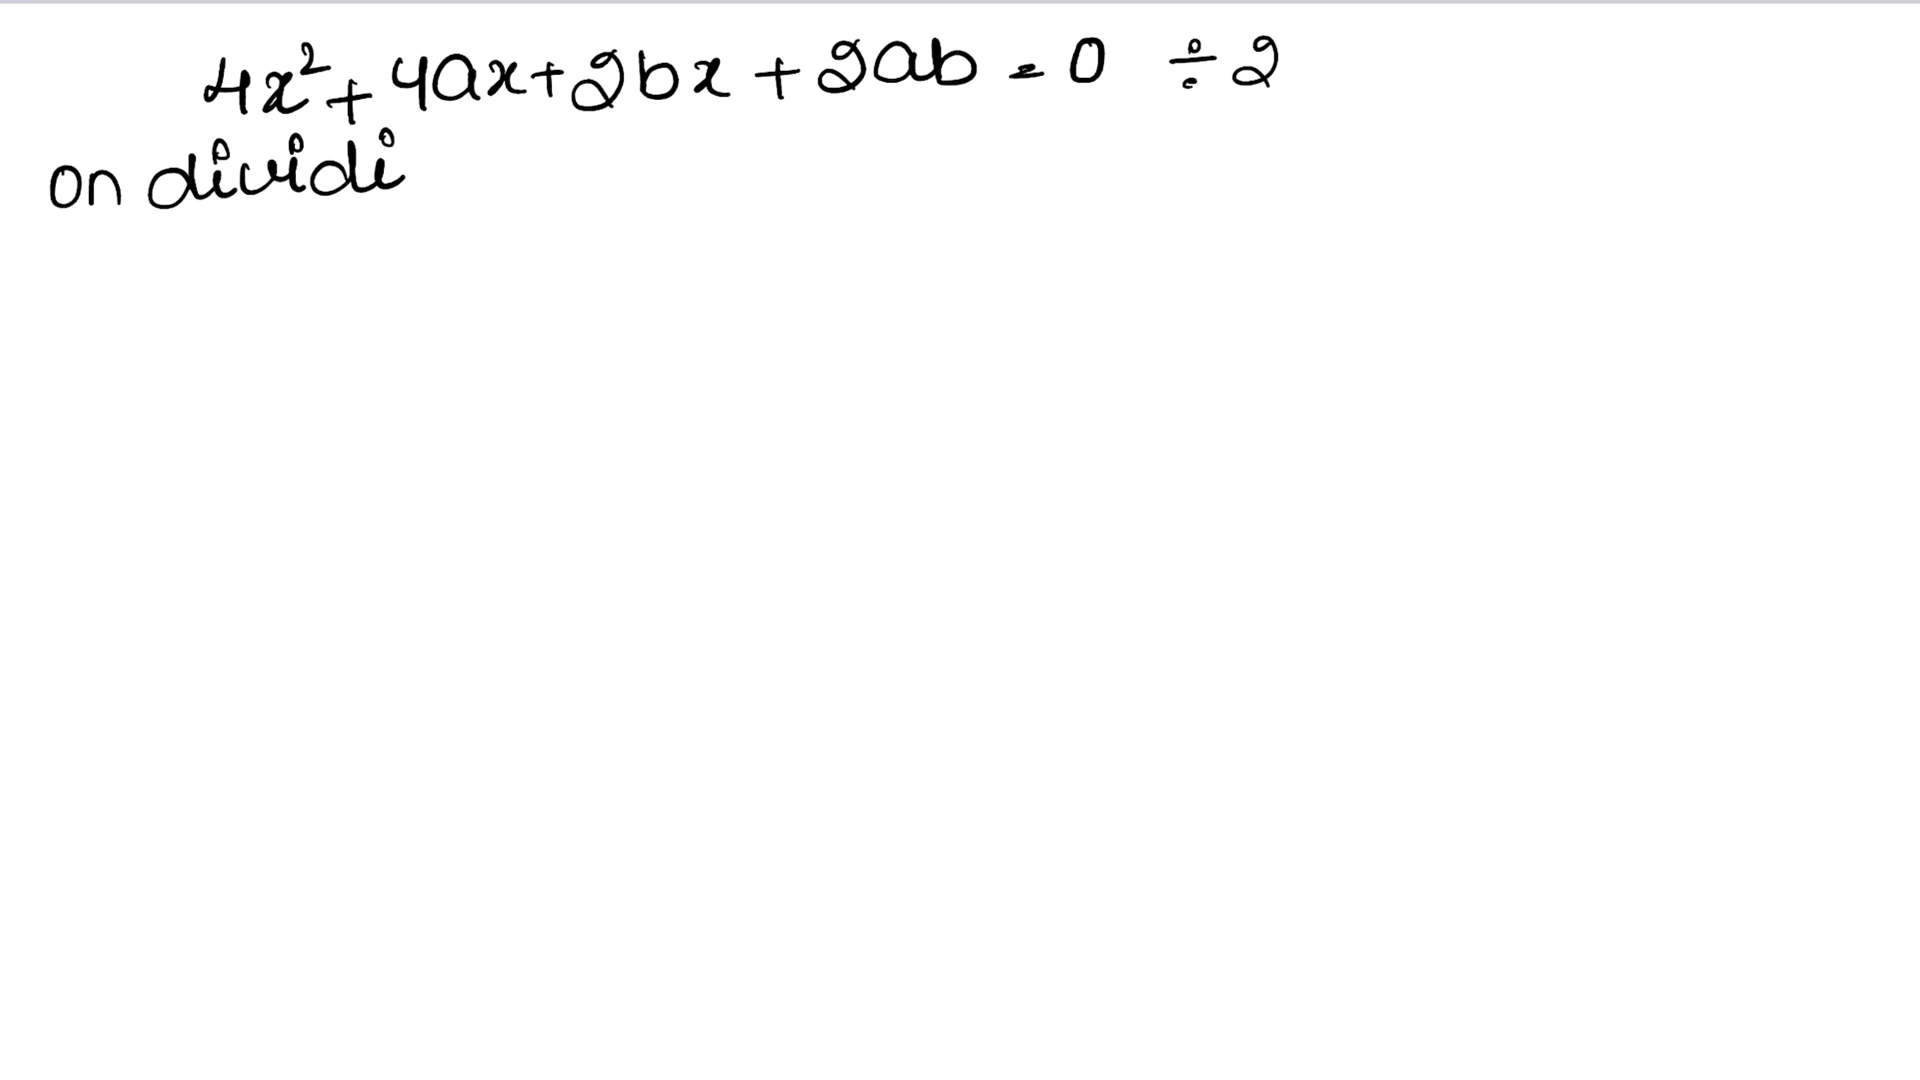 4x² + 4ax + 2bx + 2ab = 0 ÷ 2
on dividi